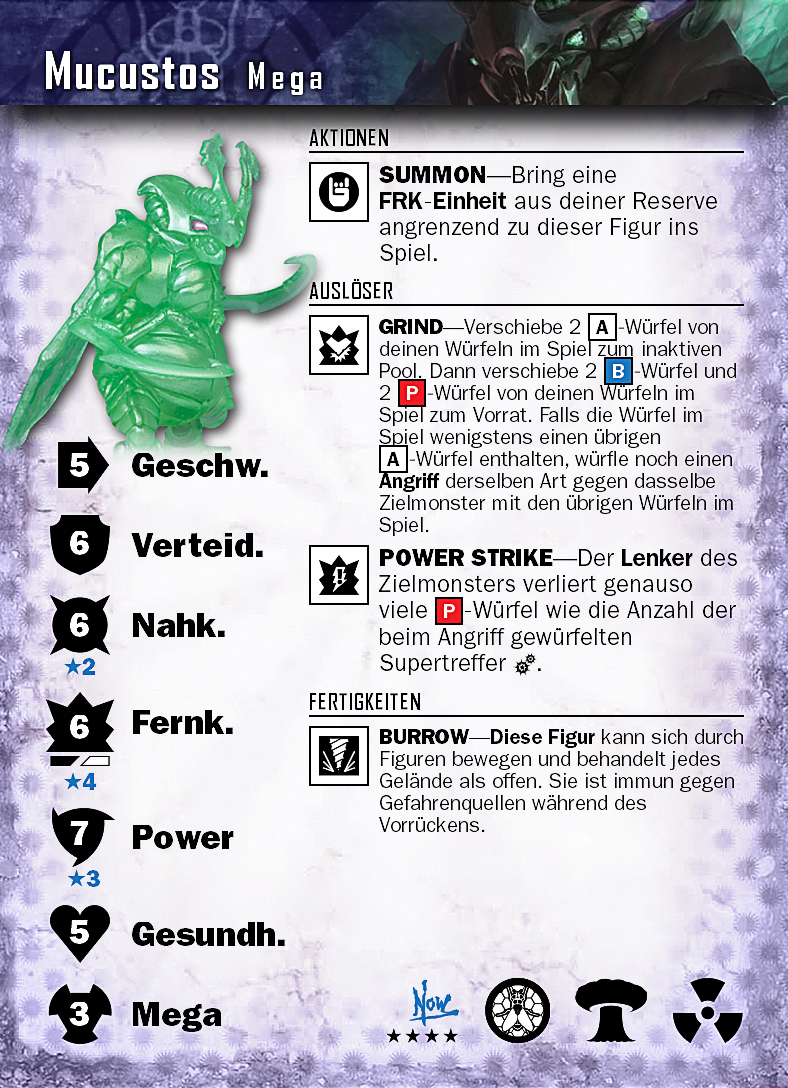 Mucustos Mega
AKTIONEN
SUMMON—Bring eine
FRK-Einheit aus deiner Reserve
angrenzend zu dieser Figur ins
Spiel.
AUSLÖSER
GRIND—Verschiebe 2 A-Würfel von
deinen Würfeln im Spiel zum inaktiven
Pool. Dann verschiebe 2 B-Würfel und
2 P-Würfel von deinen Würfeln im
Spiel zum Vorrat. Falls die Würfel im
Spiel wenigstens einen übrigen
A-Würfel enthalten, würfle noch einen
Angriff derselben Art gegen dasselbe
Zielmonster mit den übrigen Würfeln im
Spiel.
POWER STRIKE—Der Lenker des
Zielmonsters verliert genauso
viele P-Würfel wie die Anzahl der
beim Angriff gewürfelten
Supertreffer.
FERTIGKEITEN
BURROW—Diese Figur kann sich durch
Figuren bewegen und behandelt jedes
Gelände als offen. Sie ist immun gegen
Gefahrenquellen während des
Vorrückens.
5 Geschw.
6 Verteid.
6 Nahk.
★2
6 Fernk.
★4
7 Power
★3
5 Gesundh.
3 Mega
Now
★★★★